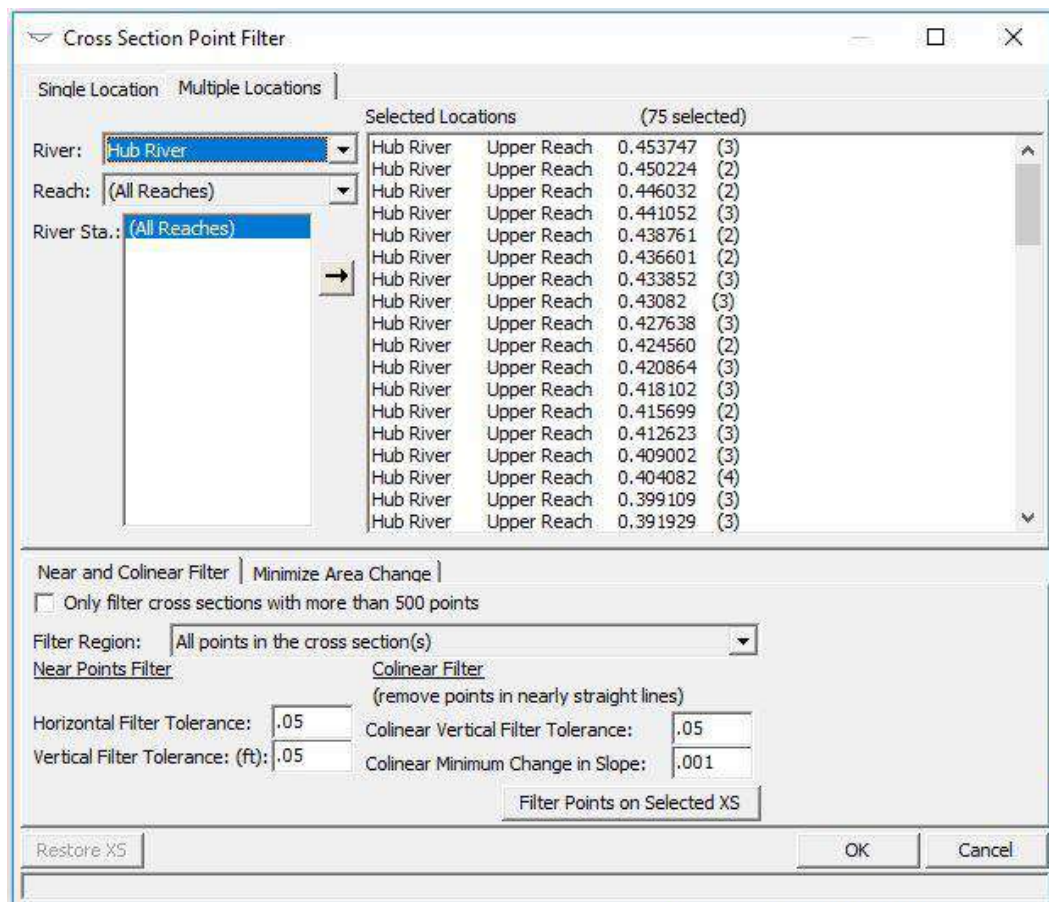 Cross Section Point Filter
Single Location Multiple Locations
Selected Locations (75 selected)
River: Hub River
Reach: (All Reaches)
River Sta.: (All Reaches)
Hub River Upper Reach 0.453747 (3)
Hub River Upper Reach 0.450224 (2)
Hub River Upper Reach 0.446032 (2)
Hub River Upper Reach 0.441052 (3)
Hub River Upper Reach 0.438761 (2)
Hub River Upper Reach 0.436601 (2)
Hub River Upper Reach 0.433852 (3)
Hub River Upper Reach 0.43082 (3)
Hub River Upper Reach 0.427638 (3)
Hub River Upper Reach 0.424560 (2)
Hub River Upper Reach 0.420864 (3)
Hub River Upper Reach 0.418102 (3)
Hub River Upper Reach 0.415699 (2)
Hub River Upper Reach 0.412623 (3)
Hub River Upper Reach 0.409002 (3)
Hub River Upper Reach 0.404082 (4)
Hub River Upper Reach 0.399109 (3)
Hub River Upper Reach 0.391929 (3)
Near and Colinear Filter Minimize Area Change
Only filter cross sections with more than 500 points
Filter Region: All points in the cross section(s)
Near Points Filter
Horizontal Filter Tolerance: .05
Vertical Filter Tolerance: (ft): .05
Colinear Filter
(remove points in nearly straight lines)
Colinear Vertical Filter Tolerance: .05
Colinear Minimum Change in Slope: .001
Filter Points on Selected XS
Restore XS OK Cancel